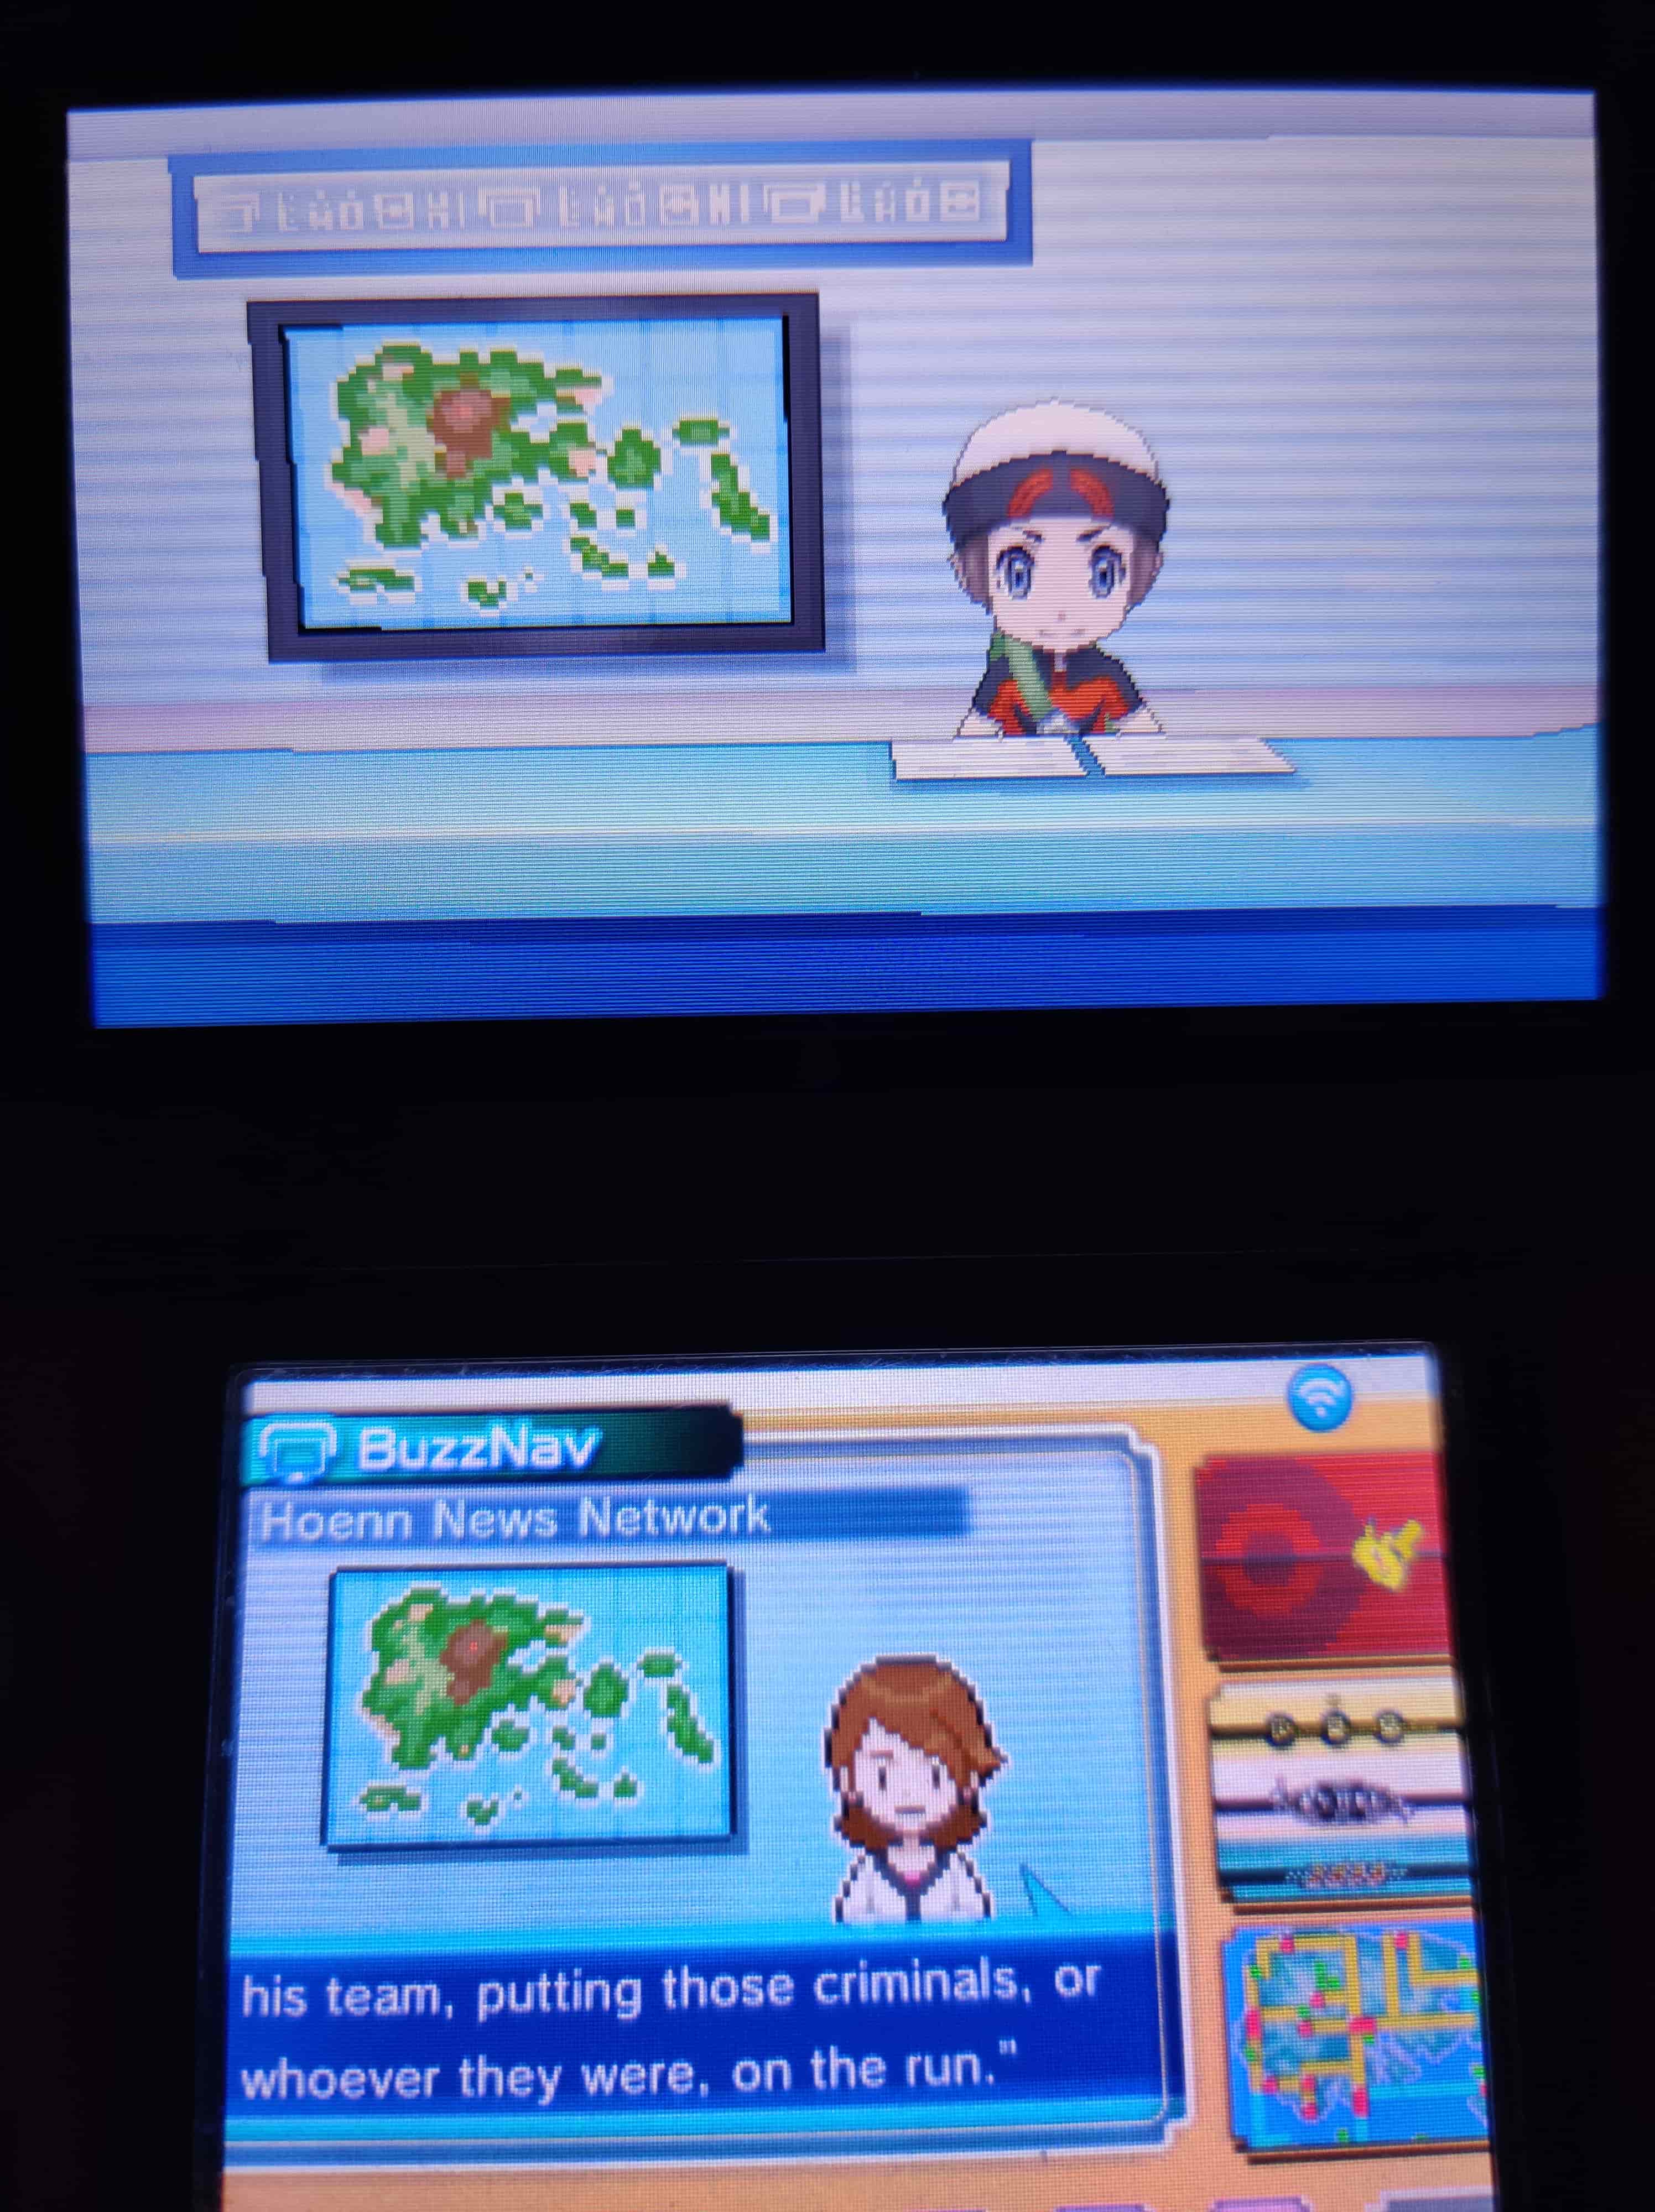 BuzzNav
Hoenn News Network
his team, putting those criminals, or
whoever they were, on the run."